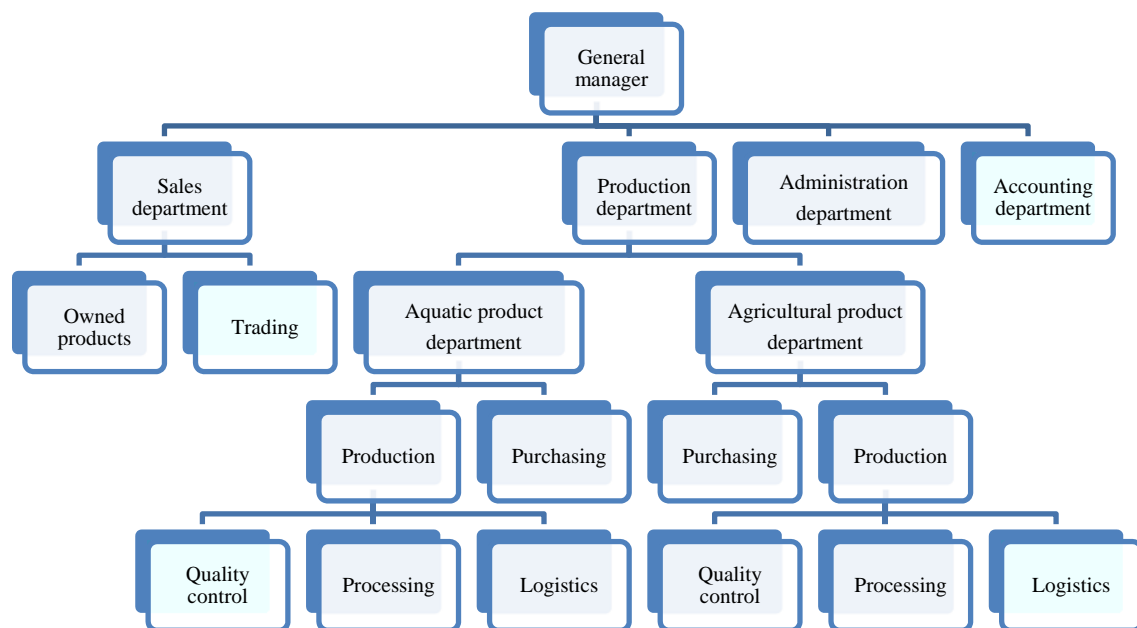 General
manager
Sales
department
Production
department
Administration
department
Accounting
department
Owned
products
Trading
Aquatic product
department
Agricultural product
department
Production
Purchasing
Purchasing
Production
Quality
control
Processing
Logistics
Quality
control
Processing
Logistics